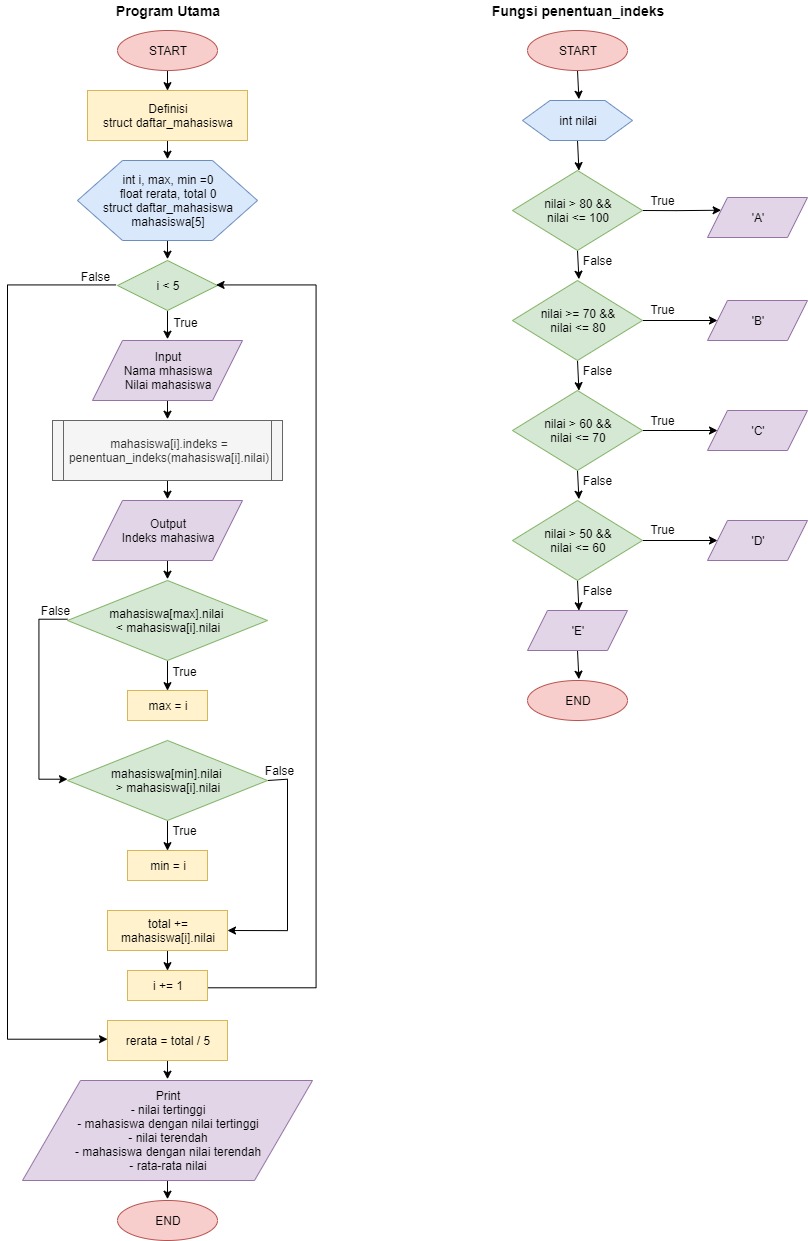 Program Utama
START
Definisi
struct daftar_mahasiswa
int i, max, min =0
float rerata, total 0
struct daftar_mahasiswa
mahasiswa[5]
i < 5
False
True
Input
Nama mhasiswa
Nilai mahasiswa
mahasiswa[i].indeks =
penentuan_indeks(mahasiswa[i].nilai)
Output
Indeks mahasiwa
mahasiswa[max].nilai
< mahasiswa[i].nilai
False
True
max = i
mahasiswa[min].nilai
> mahasiswa[i].nilai
False
True
min = i
total +=
mahasiswa[i].nilai
i += 1
rerata = total / 5
Print
- nilai tertinggi
- mahasiswa dengan nilai tertinggi
- nilai terendah
- mahasiswa dengan nilai terendah
- rata-rata nilai
END
Fungsi penentuan_indeks
START
int nilai
nilai > 80 &&
nilai <= 100
True
'A'
False
nilai >= 70 &&
nilai <= 80
True
'B'
False
nilai > 60 &&
nilai <= 70
True
'C'
False
nilai > 50 &&
nilai <= 60
True
'D'
False
'E'
END